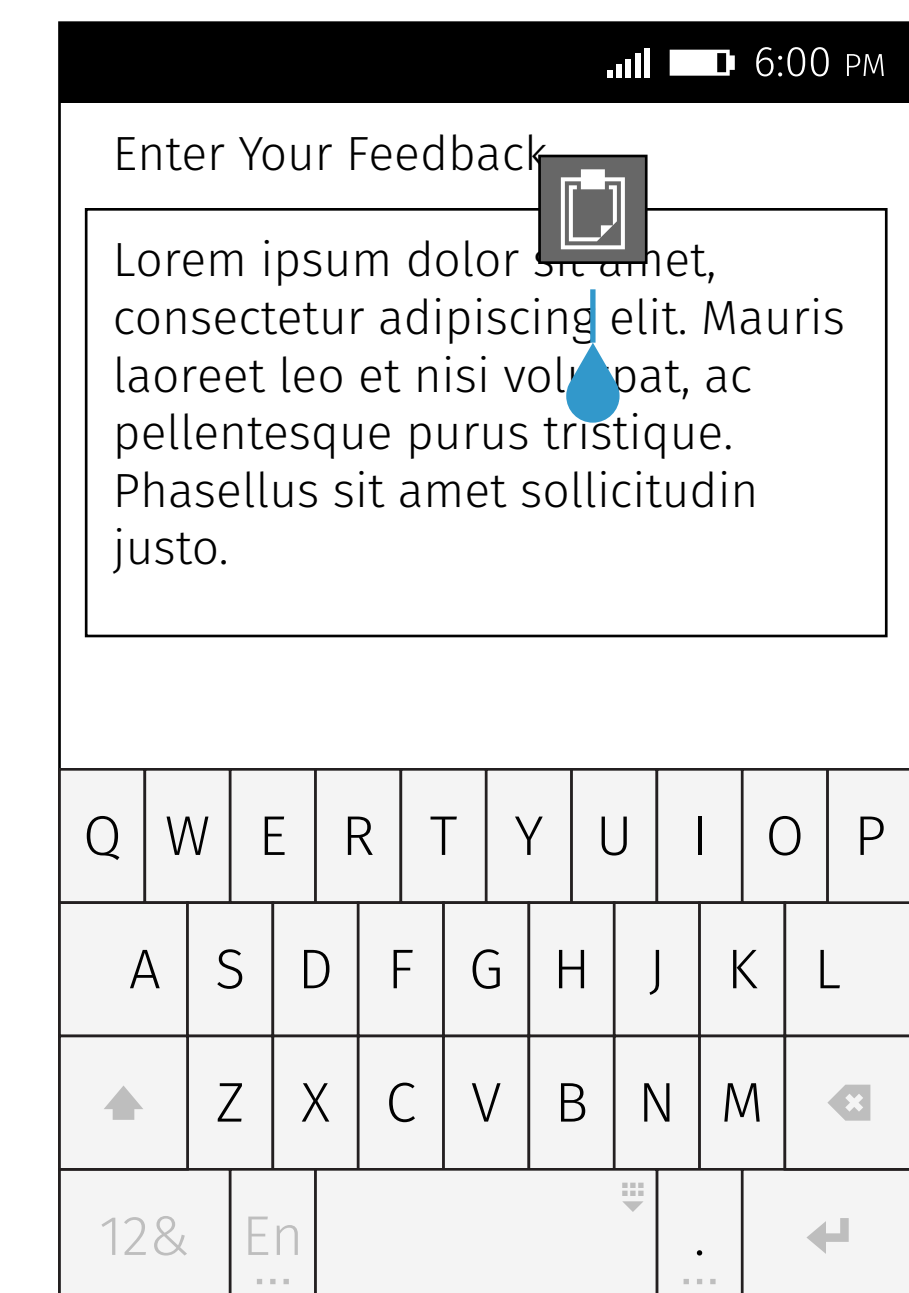 6:00 PM
Enter Your Feedback
Lorem ipsum dolor sit amet,
consectetur adipiscing elit. Mauris
laoreet leo et nisi volutpat, ac
pellentesque purus tristique.
Phasellus sit amet sollicitudin
justo.
Q W E R T Y U I O P
A S D F G H J K L
Z X C V B N M
12& En .